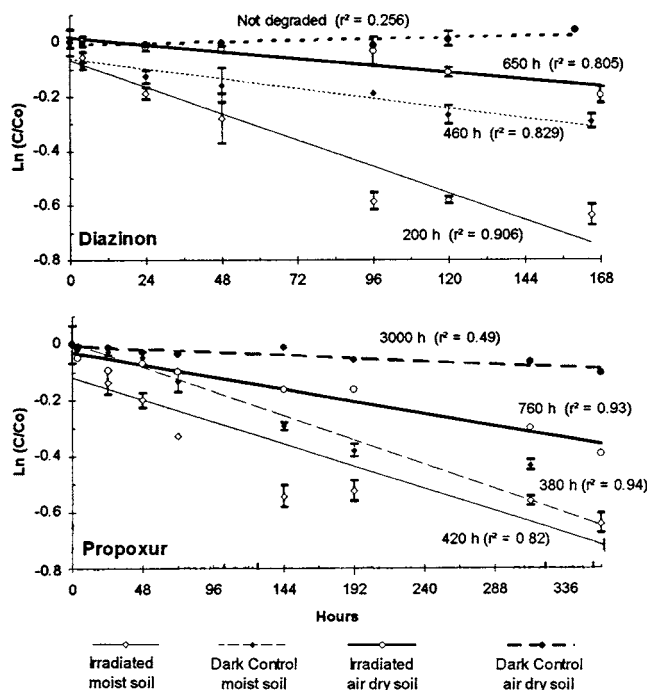 Not degraded (r² = 0.256)
0
-0.2
-0.4
-0.6
-0.8
Ln (C/Co)
650 h (r² = 0.805)
460 h (r² = 0.829)
200 h (r² = 0.906)
Diazinon
0 24 48 72 96 120 144 168
0
-0.2
-0.4
-0.6
-0.8
Ln (C/Co)
3000 h (r² = 0.49)
760 h (r² = 0.93)
380 h (r² = 0.94)
420 h (r² = 0.82)
Propoxur
0 48 96 144 192 240 288 336
Hours
Irradiated moist soil
Dark Control moist soil
Irradiated air dry soil
Dark Control air dry soil